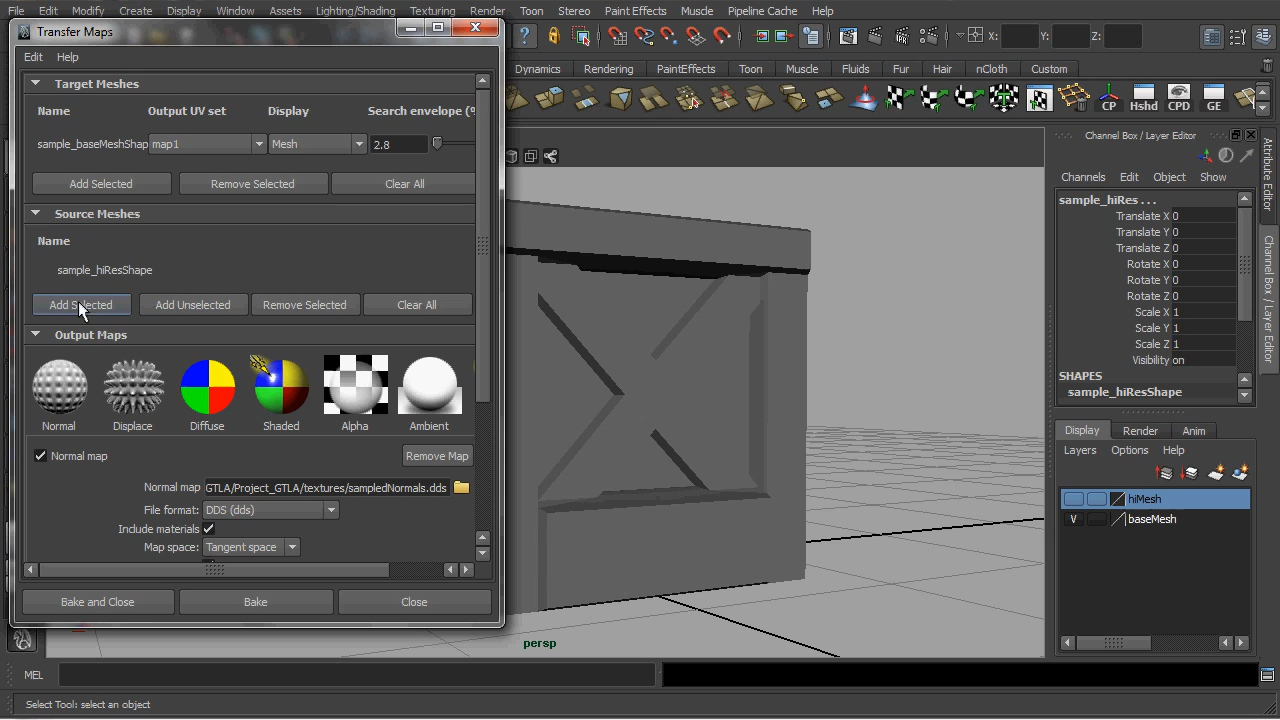 File Edit Modify Create Display Window Assets Lighting/Shading Texturing Render Toon Stereo Paint Effects Muscle Pipeline Cache Help
Transfer Maps
X: Y: Z:
Edit Help
Dynamics Rendering PaintEffects Toon Muscle Fluids Fur Hair nCloth Custom
Target Meshes
CP Hshd CPD GE
Name Output UV set Display Search envelope (%
sample_baseMeshShap map1 Mesh 2.8
Add Selected Remove Selected Clear All
Source Meshes
Name
sample_hiResShape
Add Selected Add Unselected Remove Selected Clear All
Output Maps
Normal Displace Diffuse Shaded Alpha Ambient
Normal map Remove Map
Normal map GTLA/Project_GTLA/textures/sampledNormals.dds
File format: DDS (dds)
Include materials
Map space: Tangent space
Bake and Close Bake Close
persp
Channel Box / Layer Editor
Channels Edit Object Show
sample_hiRes . . .
Translate X 0
Translate Y 0
Translate Z 0
Rotate X 0
Rotate Y 0
Rotate Z 0
Scale X 1
Scale Y 1
Scale Z 1
Visibility on
SHAPES
sample_hiResShape
Display Render Anim
Layers Options Help
hiMesh
V baseMesh
Attribute Editor
Channel Box / Layer Editor
MEL
Select Tool: select an object